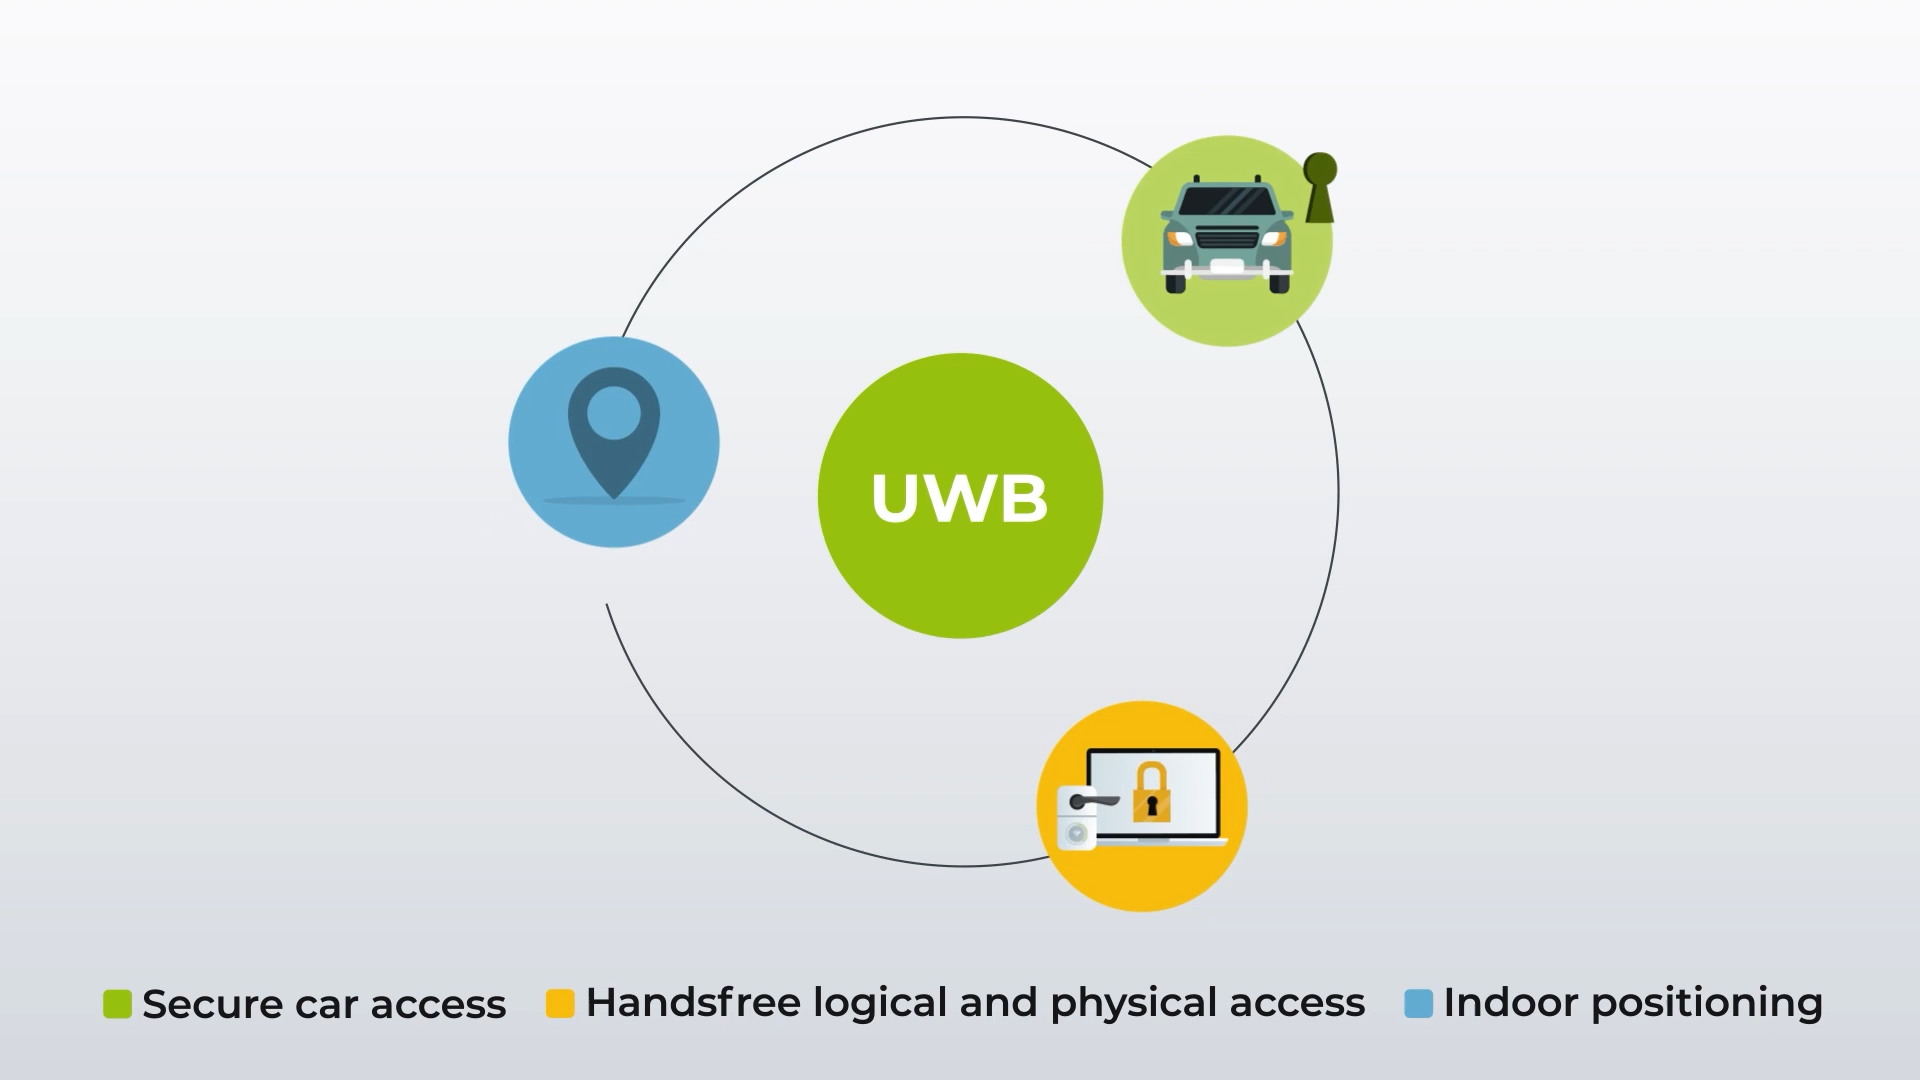 UWB
Secure car access
Handsfree logical and physical access
Indoor positioning